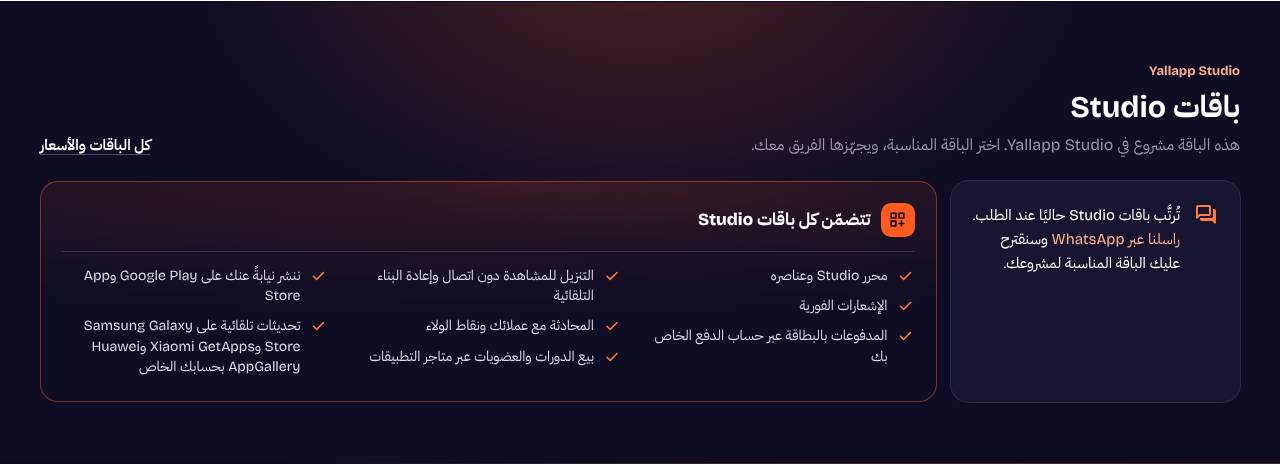 Yallapp Studio
باقات Studio
هذه الباقة مشروع في Yallapp Studio. اختر الباقة المناسبة، ويجهّزها الفريق معك.
كل الباقات والأسعار
تُرتَّب باقات Studio حاليًا عند الطلب.
راسلنا عبر WhatsApp وسنقترح
عليك الباقة المناسبة لمشروعك.
تتضمّن كل باقات Studio
محرر Studio وعناصره
الإشعارات الفورية
المدفوعات بالبطاقة عبر حساب الدفع الخاص
بك
التنزيل للمشاهدة دون اتصال وإعادة البناء
التلقائية
المحادثة مع عملائك ونقاط الولاء
بيع الدورات والعضويات عبر متاجر التطبيقات
ننشر نيابةً عنك على Google Play وApp
Store
تحديثات تلقائية على Samsung Galaxy
Store وXiaomi GetApps وHuawei
AppGallery بحسابك الخاص